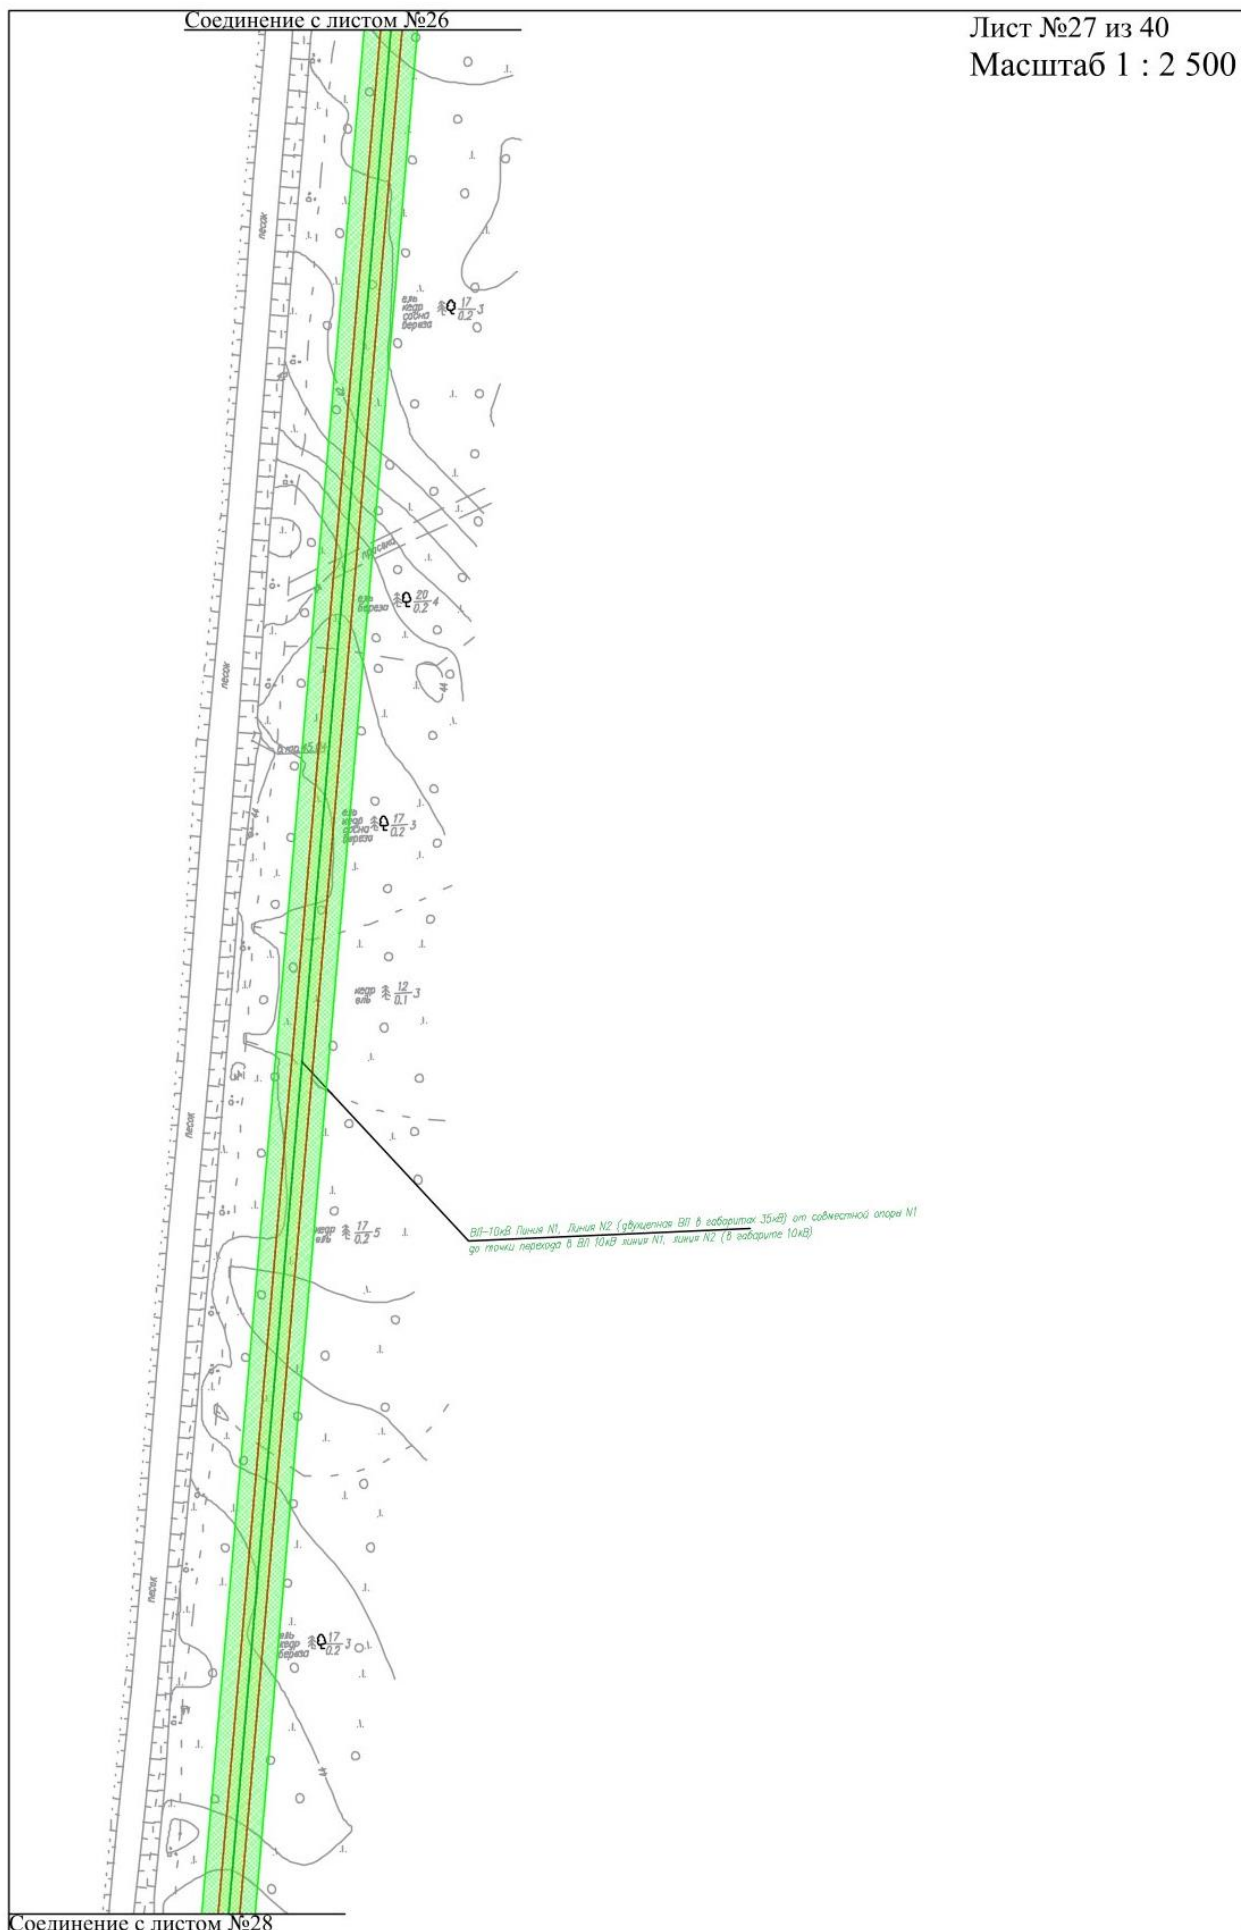 Соединение с листом №26
Лист №27 из 40
Масштаб 1 : 2 500
песок
ель
кедр
сосна
береза
17
0.2
3
просека
ель
береза
20
0.2
4
44
песок
44
ель
кедр
сосна
береза
17
0.2
3
кедр
ель
12
0.1
3
песок
ВЛ-10кВ Линия N1, Линия N2 (двухцепная ВЛ в габаритах 35кВ) от совместной опоры N1
до точки перехода в ВЛ 10кВ линия N1, линия N2 (в габарите 10кВ)
кедр
ель
17
0.2
5
песок
ель
кедр
береза
17
0.2
3
44
Соединение с листом №28